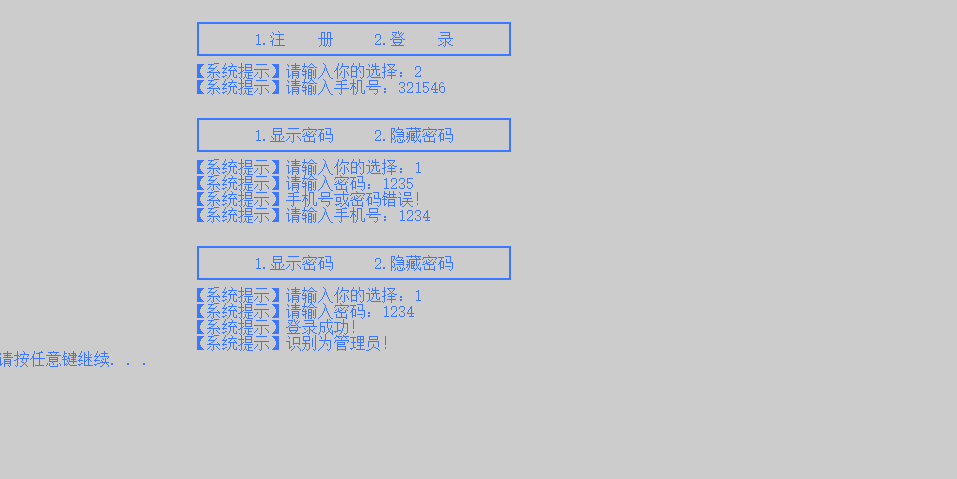 1.注 册 2.登 录
【系统提示】请输入你的选择：2
【系统提示】请输入手机号：321546
1.显示密码 2.隐藏密码
【系统提示】请输入你的选择：1
【系统提示】请输入密码：1235
【系统提示】手机号或密码错误!
【系统提示】请输入手机号：1234
1.显示密码 2.隐藏密码
【系统提示】请输入你的选择：1
【系统提示】请输入密码：1234
【系统提示】登录成功!
【系统提示】识别为管理员!
请按任意键继续. . .